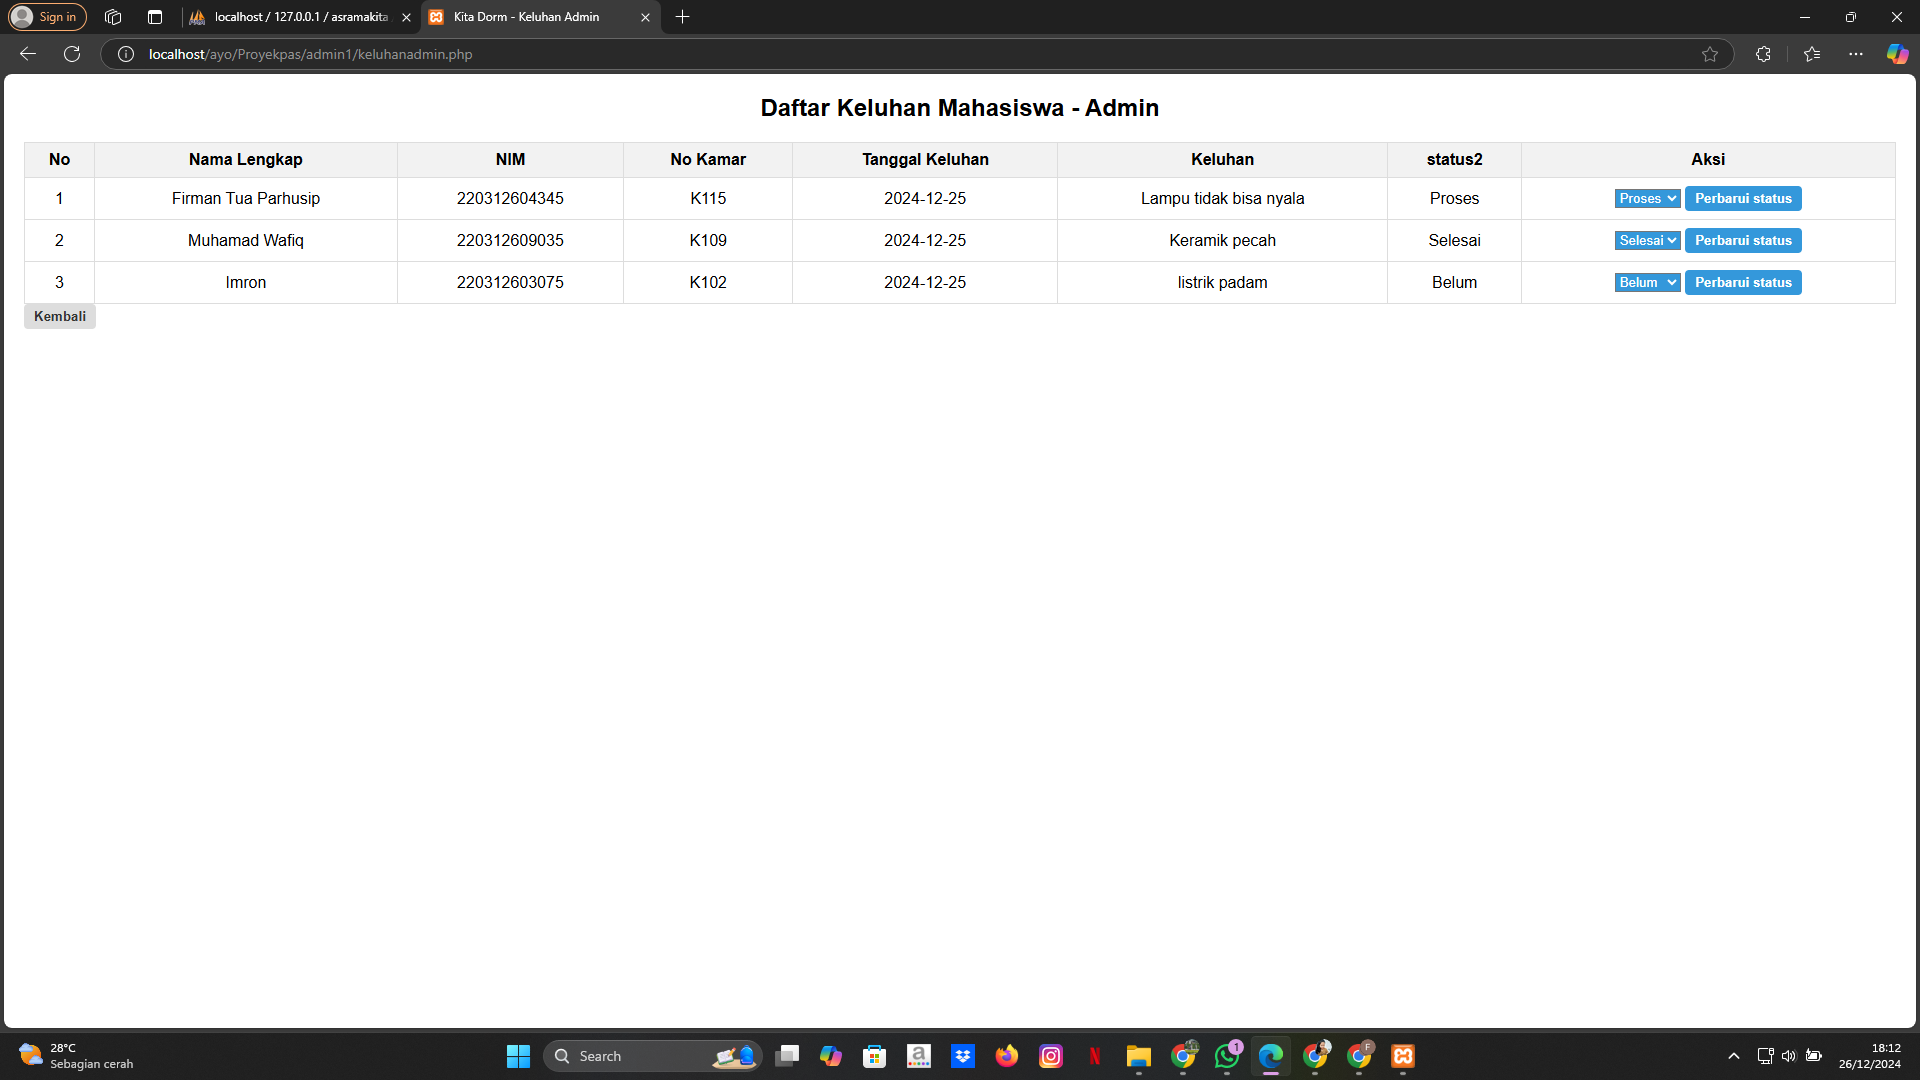 Sign in
localhost / 127.0.0.1 / asramakita
Kita Dorm - Keluhan Admin
localhost/ayo/Proyekpas/admin1/keluhanadmin.php
Daftar Keluhan Mahasiswa - Admin
No Nama Lengkap NIM No Kamar Tanggal Keluhan Keluhan status2 Aksi
1 Firman Tua Parhusip 220312604345 K115 2024-12-25 Lampu tidak bisa nyala Proses Proses Perbarui status
2 Muhamad Wafiq 220312609035 K109 2024-12-25 Keramik pecah Selesai Selesai Perbarui status
3 Imron 220312603075 K102 2024-12-25 listrik padam Belum Belum Perbarui status
Kembali
28°C
Sebagian cerah
Search
1
F
18:12
26/12/2024